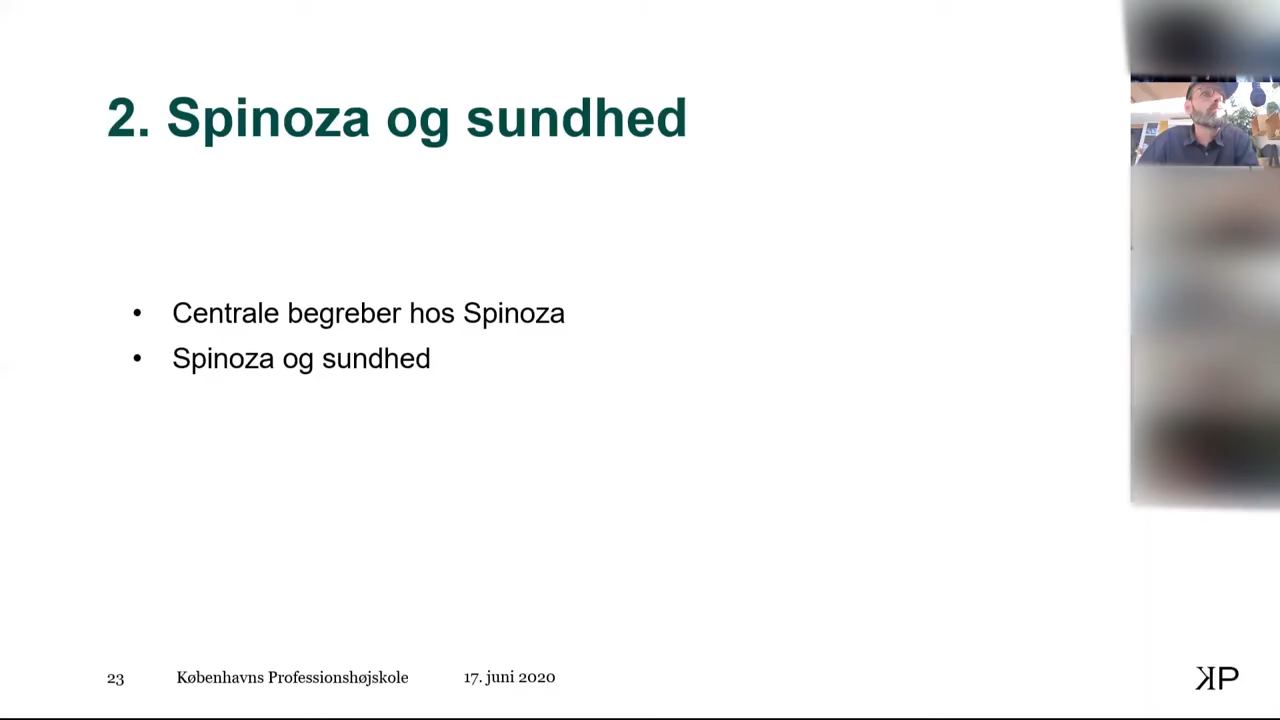 2. Spinoza og sundhed
• Centrale begreber hos Spinoza
• Spinoza og sundhed
23 Københavns Professionshøjskole 17. juni 2020
KP